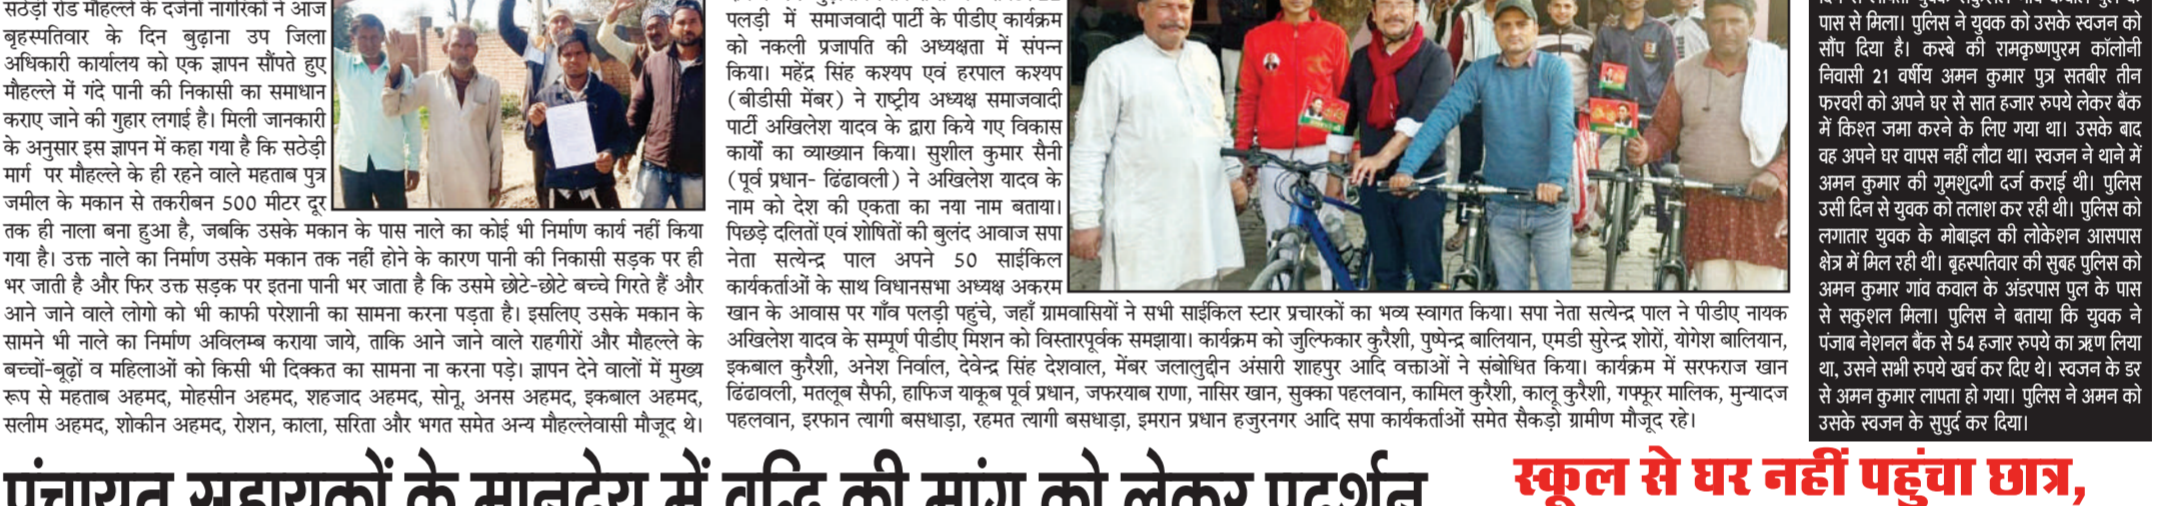 सठेड़ी रोड मौहल्ले के दर्जनों नागरिकों ने आज
बृहस्पतिवार के दिन बुढ़ाना उप जिला
अधिकारी कार्यालय को एक ज्ञापन सौंपते हुए
मौहल्ले में गंदे पानी की निकासी का समाधान
कराए जाने की गुहार लगाई है। मिली जानकारी
के अनुसार इस ज्ञापन में कहा गया है कि सठेड़ी
मार्ग पर मौहल्ले के ही रहने वाले महताब पुत्र
जमील के मकान से तकरीबन 500 मीटर दूर
तक ही नाला बना हुआ है, जबकि उसके मकान के पास नाले का कोई भी निर्माण कार्य नहीं किया
गया है। उक्त नाले का निर्माण उसके मकान तक नहीं होने के कारण पानी की निकासी सड़क पर ही
भर जाती है और फिर उक्त सड़क पर इतना पानी भर जाता है कि उसमे छोटे-छोटे बच्चे गिरते हैं और
आने जाने वाले लोगो को भी काफी परेशानी का सामना करना पड़ता है। इसलिए उसके मकान के
सामने भी नाले का निर्माण अविलम्ब कराया जाये, ताकि आने जाने वाले राहगीरों और मौहल्ले के
बच्चों-बूढ़ों व महिलाओं को किसी भी दिक्कत का सामना ना करना पड़े। ज्ञापन देने वालों में मुख्य
रूप से महताब अहमद, मोहसीन अहमद, शहजाद अहमद, सोनू, अनस अहमद, इकबाल अहमद,
सलीम अहमद, शोकीन अहमद, रोशन, काला, सरिता और भगत समेत अन्य मौहल्लेवासी मौजूद थे।
पलड़ी में समाजवादी पार्टी के पीडीए कार्यक्रम
को नकली प्रजापति की अध्यक्षता में संपन्न
किया। महेंद्र सिंह कश्यप एवं हरपाल कश्यप
(बीडीसी मेंबर) ने राष्ट्रीय अध्यक्ष समाजवादी
पार्टी अखिलेश यादव के द्वारा किये गए विकास
कार्यों का व्याख्यान किया। सुशील कुमार सैनी
(पूर्व प्रधान- ढिंढावली) ने अखिलेश यादव के
नाम को देश की एकता का नया नाम बताया।
पिछड़े दलितों एवं शोषितों की बुलंद आवाज सपा
नेता सत्येन्द्र पाल अपने 50 साईकिल
कार्यकर्ताओं के साथ विधानसभा अध्यक्ष अकरम
खान के आवास पर गाँव पलड़ी पहुंचे, जहाँ ग्रामवासियों ने सभी साईकिल स्टार प्रचारकों का भव्य स्वागत किया। सपा नेता सत्येन्द्र पाल ने पीडीए नायक
अखिलेश यादव के सम्पूर्ण पीडीए मिशन को विस्तारपूर्वक समझाया। कार्यक्रम को जुल्फिकार कुरैशी, पुष्पेन्द्र बालियान, एमडी सुरेन्द्र शोरों, योगेश बालियान,
इकबाल कुरैशी, अनेश निर्वाल, देवेन्द्र सिंह देशवाल, मेंबर जलालुद्दीन अंसारी शाहपुर आदि वक्ताओं ने संबोधित किया। कार्यक्रम में सरफराज खान
ढिंढावली, मतलूब सैफी, हाफिज याकूब पूर्व प्रधान, जफरयाब राणा, नासिर खान, सुक्का पहलवान, कामिल कुरैशी, कालू कुरैशी, गफ्फूर मालिक, मुन्यादज
पहलवान, इरफान त्यागी बसधाड़ा, रहमत त्यागी बसधाड़ा, इमरान प्रधान हजुरनगर आदि सपा कार्यकर्ताओं समेत सैकड़ो ग्रामीण मौजूद रहे।
पास से मिला। पुलिस ने युवक को उसके स्वजन को
सौंप दिया है। कस्बे की रामकृष्णपुरम कॉलोनी
निवासी 21 वर्षीय अमन कुमार पुत्र सतबीर तीन
फरवरी को अपने घर से सात हजार रुपये लेकर बैंक
में किश्त जमा करने के लिए गया था। उसके बाद
वह अपने घर वापस नहीं लौटा था। स्वजन ने थाने में
अमन कुमार की गुमशुदगी दर्ज कराई थी। पुलिस
उसी दिन से युवक को तलाश कर रही थी। पुलिस को
लगातार युवक के मोबाइल की लोकेशन आसपास
क्षेत्र में मिल रही थी। बृहस्पतिवार की सुबह पुलिस को
अमन कुमार गांव कवाल के अंडरपास पुल के पास
से सकुशल मिला। पुलिस ने बताया कि युवक ने
पंजाब नेशनल बैंक से 54 हजार रुपये का ऋण लिया
था, उसने सभी रुपये खर्च कर दिए थे। स्वजन के डर
से अमन कुमार लापता हो गया। पुलिस ने अमन को
उसके स्वजन के सुपुर्द कर दिया।
पंचायत सहायकों के मानदेय में वृद्धि की मांग को लेकर प्रदर्शन
स्कूल से घर नहीं पहुंचा छात्र,